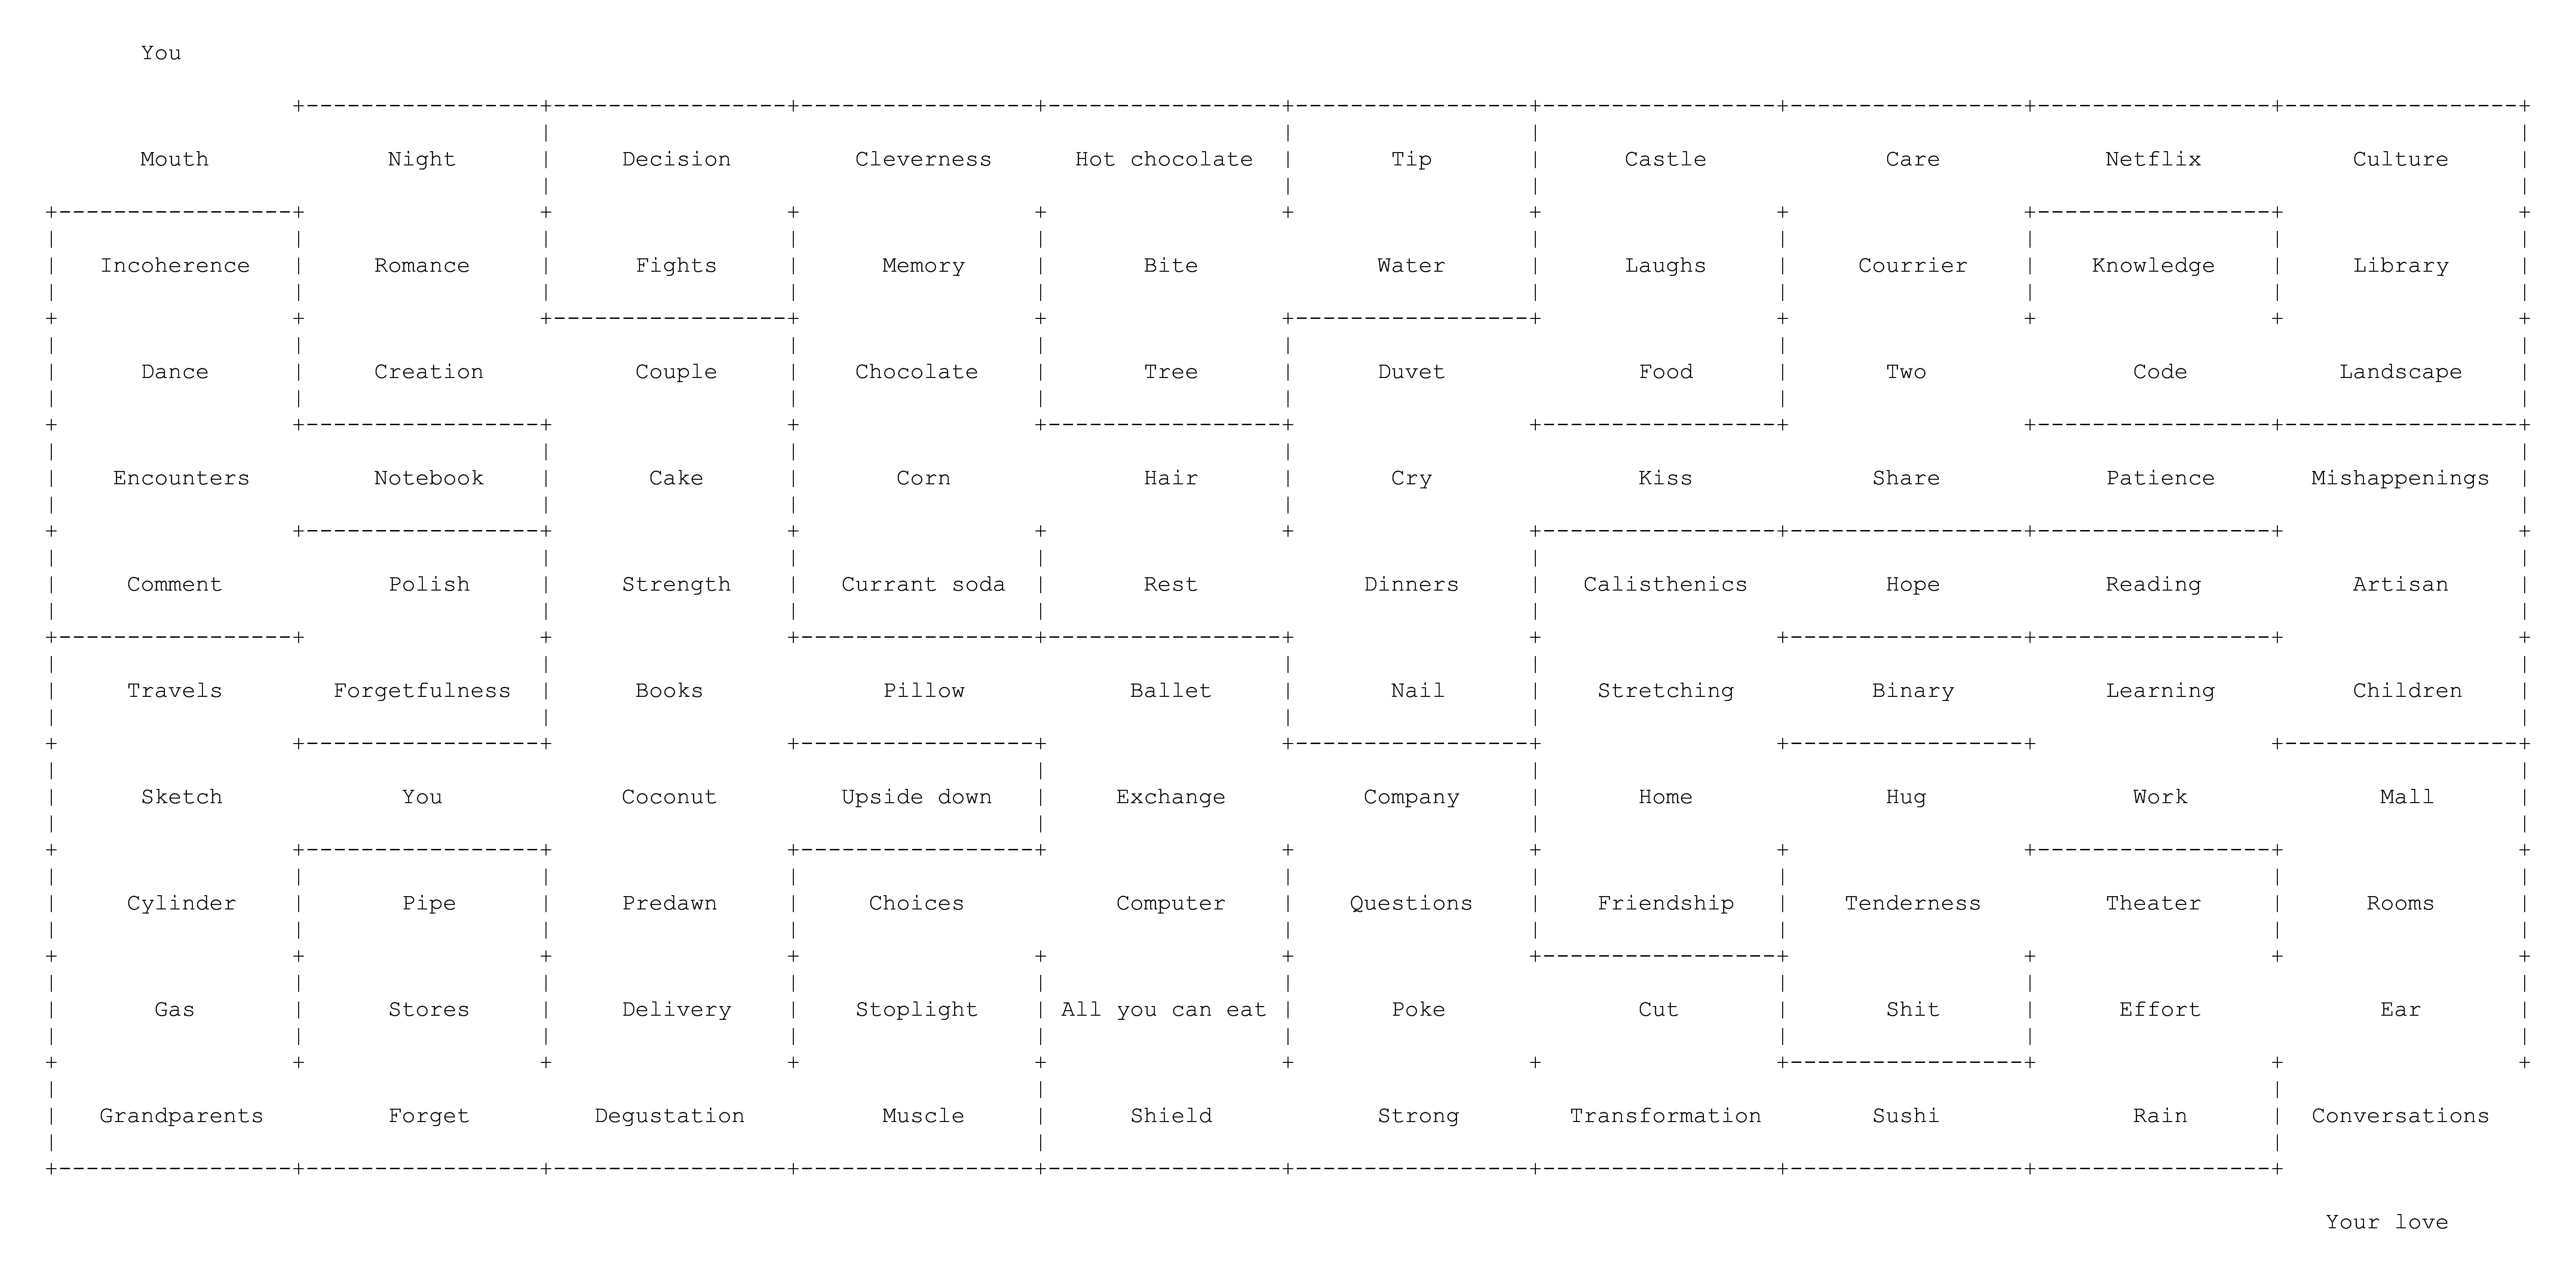 You
Mouth Night Decision Cleverness Hot chocolate Tip Castle Care Netflix Culture
Incoherence Romance Fights Memory Bite Water Laughs Courrier Knowledge Library
Dance Creation Couple Chocolate Tree Duvet Food Two Code Landscape
Encounters Notebook Cake Corn Hair Cry Kiss Share Patience Mishappenings
Comment Polish Strength Currant soda Rest Dinners Calisthenics Hope Reading Artisan
Travels Forgetfulness Books Pillow Ballet Nail Stretching Binary Learning Children
Sketch You Coconut Upside down Exchange Company Home Hug Work Mall
Cylinder Pipe Predawn Choices Computer Questions Friendship Tenderness Theater Rooms
Gas Stores Delivery Stoplight All you can eat Poke Cut Shit Effort Ear
Grandparents Forget Degustation Muscle Shield Strong Transformation Sushi Rain Conversations
Your love